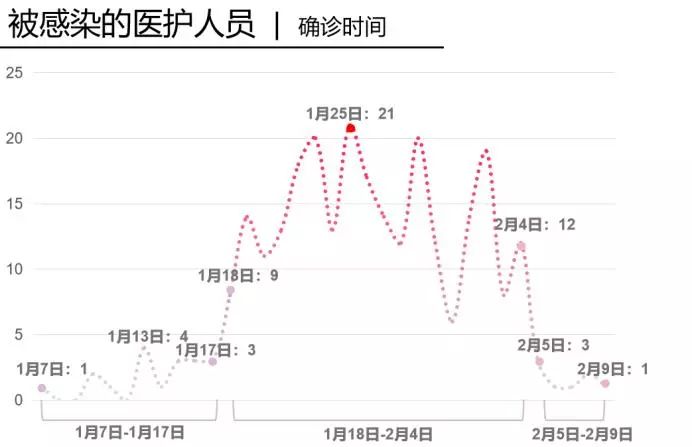 被感染的医护人员 | 确诊时间
25
1月25日：21
20
15
2月4日：12
10
1月18日：9
5
1月13日：4
1月17日：3
2月5日：3
1月7日：1
2月9日：1
0
1月7日-1月17日
1月18日-2月4日
2月5日-2月9日